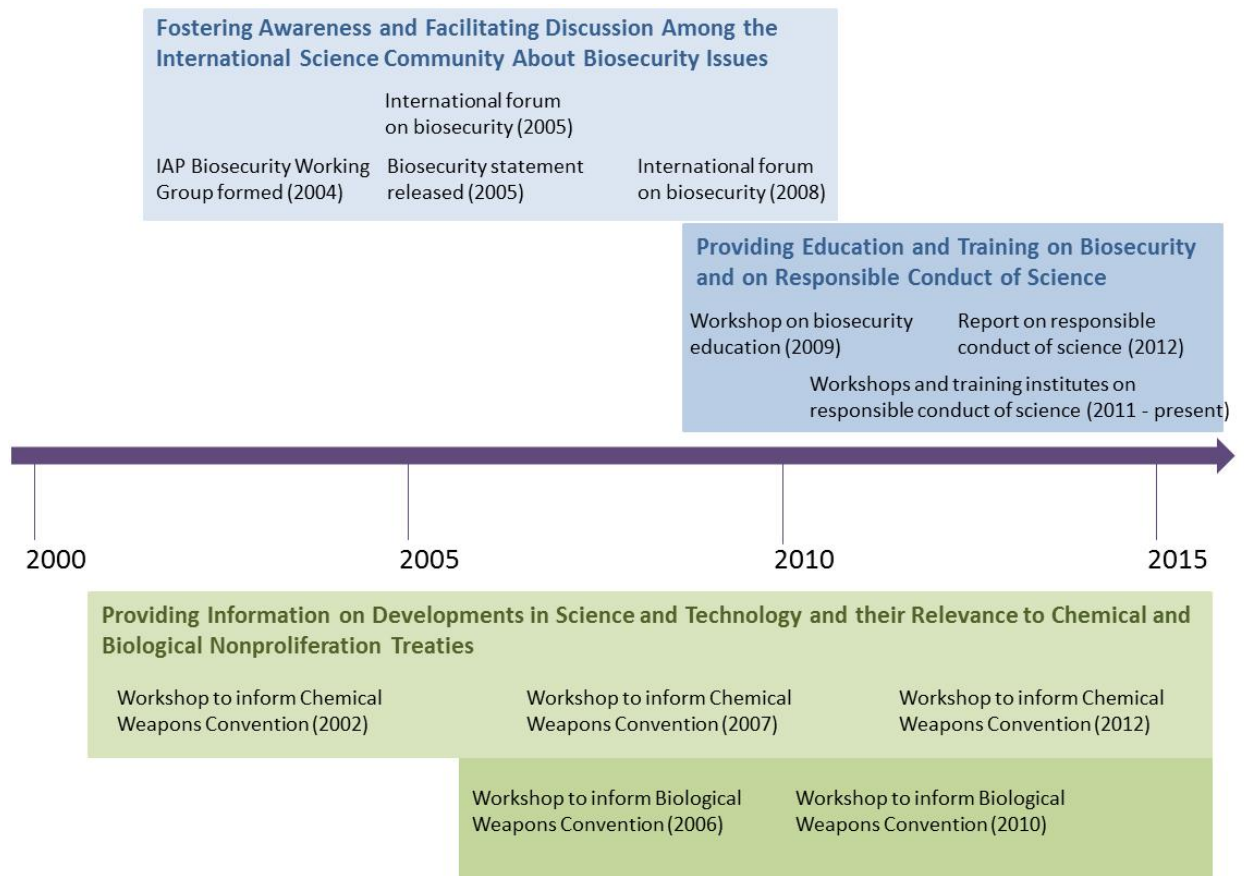 Fostering Awareness and Facilitating Discussion Among the
International Science Community About Biosecurity Issues
International forum
on biosecurity (2005)
IAP Biosecurity Working
Group formed (2004)
Biosecurity statement
released (2005)
International forum
on biosecurity (2008)
Providing Education and Training on Biosecurity
and on Responsible Conduct of Science
Workshop on biosecurity
education (2009)
Report on responsible
conduct of science (2012)
Workshops and training institutes on
responsible conduct of science (2011 - present)
2000
2005
2010
2015
Providing Information on Developments in Science and Technology and their Relevance to Chemical and
Biological Nonproliferation Treaties
Workshop to inform Chemical
Weapons Convention (2002)
Workshop to inform Chemical
Weapons Convention (2007)
Workshop to inform Chemical
Weapons Convention (2012)
Workshop to inform Biological
Weapons Convention (2006)
Workshop to inform Biological
Weapons Convention (2010)